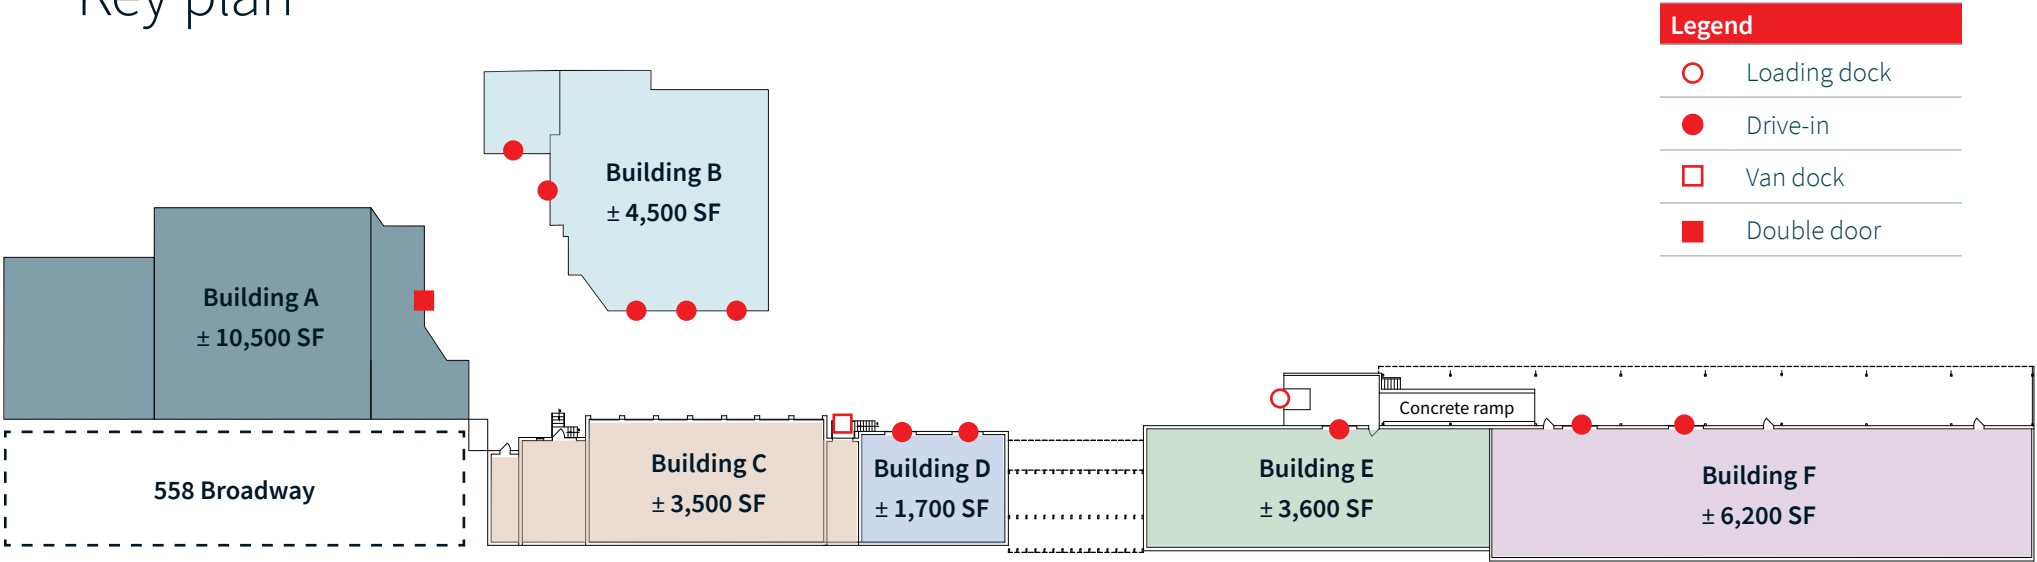 Key plan
Legend
Loading dock
Drive-in
Van dock
Double door
Building B
± 4,500 SF
Building A
± 10,500 SF
558 Broadway
Building C
± 3,500 SF
Building D
± 1,700 SF
Concrete ramp
Building E
± 3,600 SF
Building F
± 6,200 SF